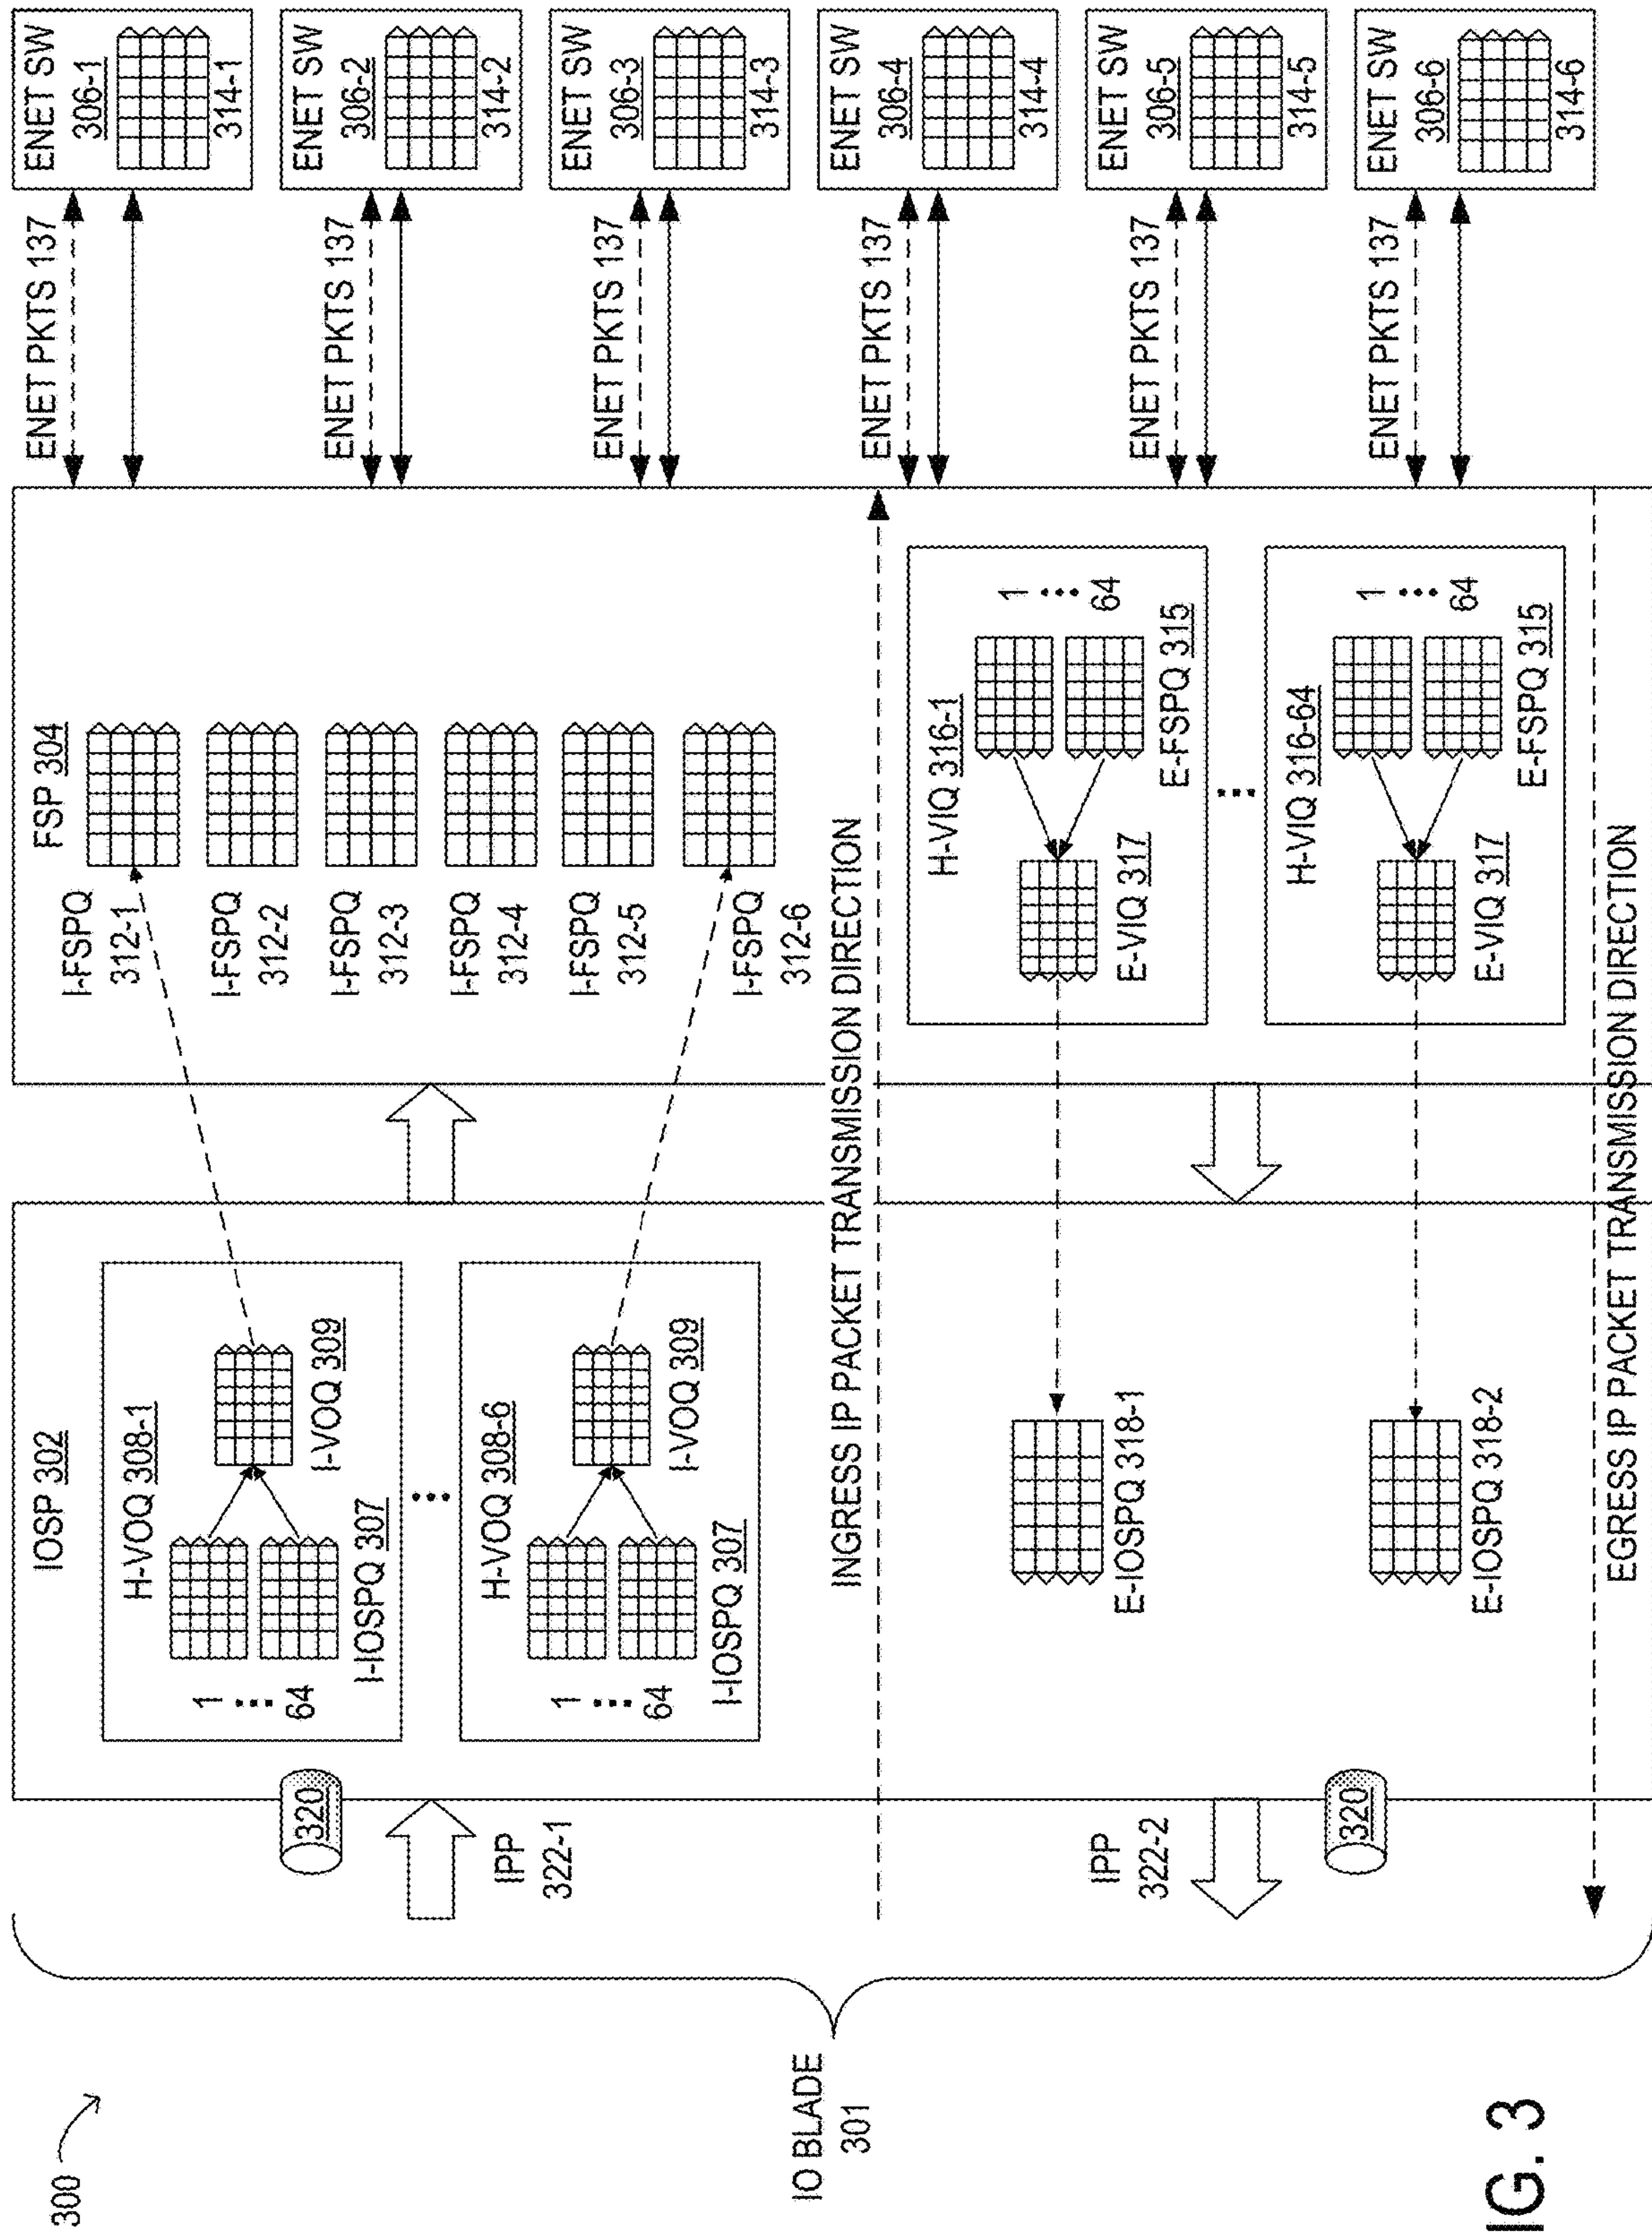 300
IO BLADE
301
IPP
322-1
320
IOSP 302
H-VOQ 308-1
1
64
I-IOSPQ 307
I-VOQ 309
H-VOQ 308-6
1
64
I-IOSPQ 307
I-VOQ 309
FSP 304
I-FSPQ
312-1
I-FSPQ
312-2
I-FSPQ
312-3
I-FSPQ
312-4
I-FSPQ
312-5
I-FSPQ
312-6
INGRESS IP PACKET TRANSMISSION DIRECTION
IPP
322-2
320
E-IOSPQ 318-1
E-IOSPQ 318-2
H-VIQ 316-1
1
64
E-VIQ 317
E-FSPQ 315
H-VIQ 316-64
1
64
E-VIQ 317
E-FSPQ 315
EGRESS IP PACKET TRANSMISSION DIRECTION
ENET PKTS 137
ENET SW
306-1
314-1
ENET PKTS 137
ENET SW
306-2
314-2
ENET PKTS 137
ENET SW
306-3
314-3
ENET PKTS 137
ENET SW
306-4
314-4
ENET PKTS 137
ENET SW
306-5
314-5
ENET PKTS 137
ENET SW
306-6
314-6
IG. 3